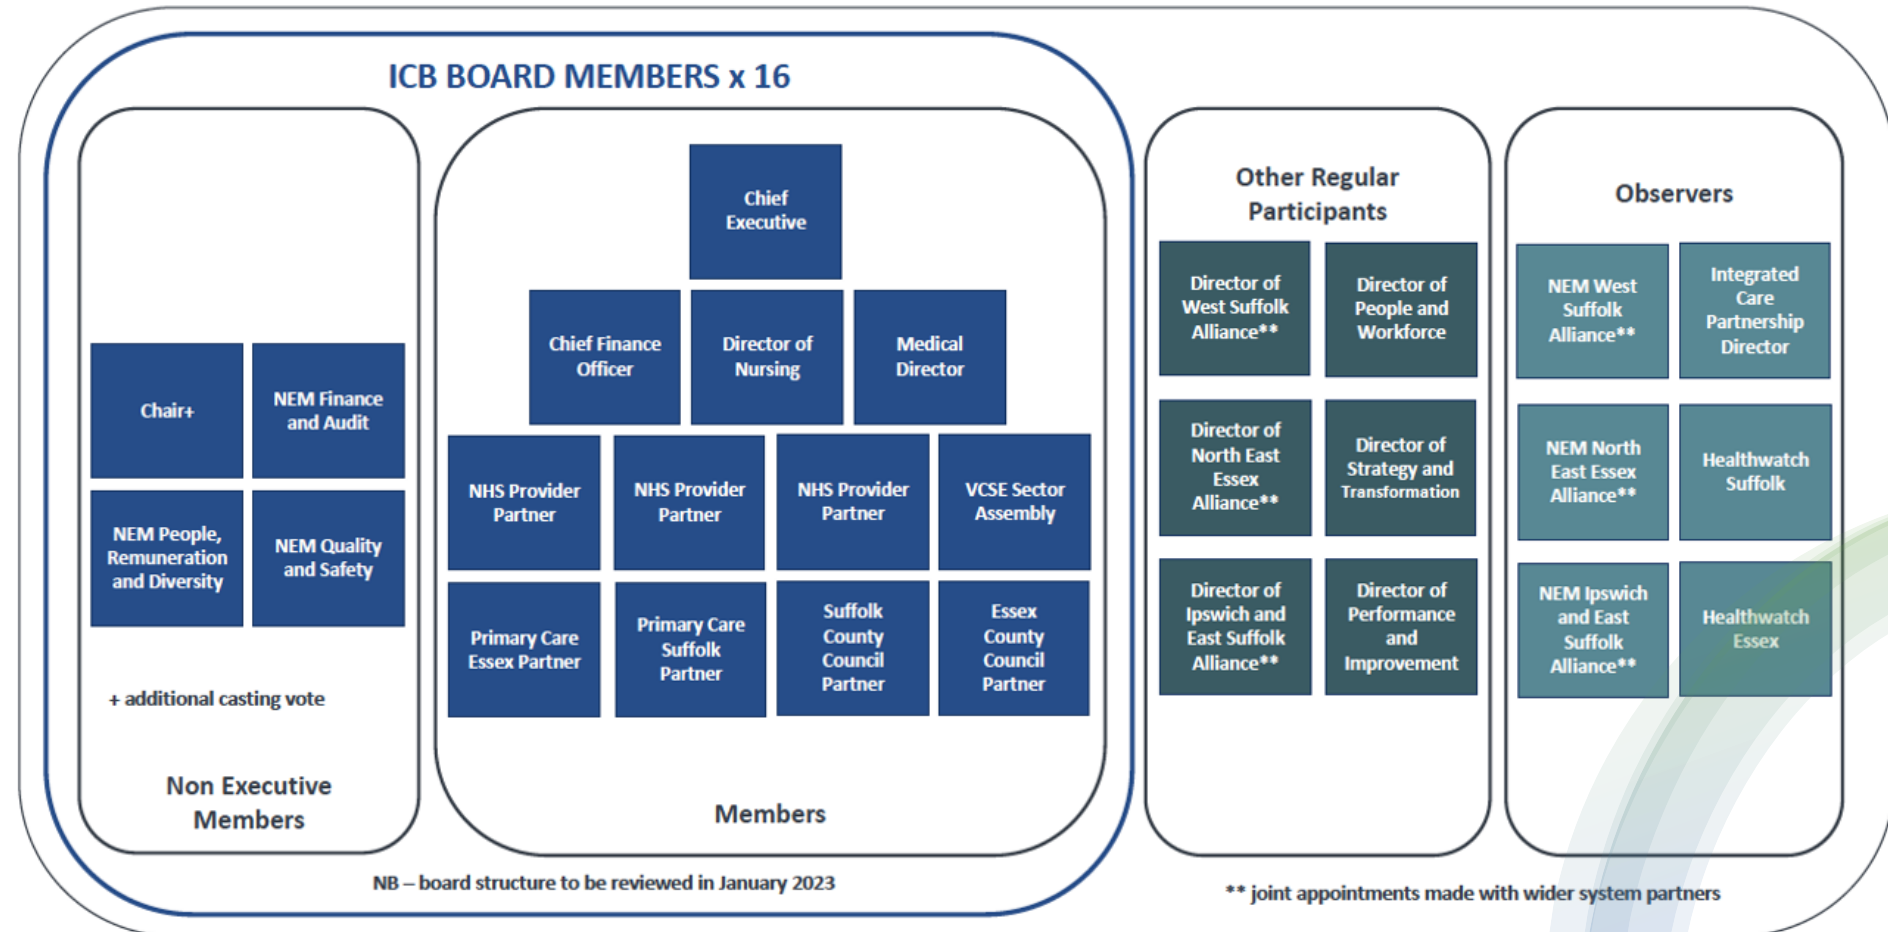 ICB BOARD MEMBERS x 16
Chair+
NEM Finance
and Audit
NEM People,
Remuneration
and Diversity
NEM Quality
and Safety
+ additional casting vote
Non Executive
Members
Chief
Executive
Chief Finance
Officer
Director of
Nursing
Medical
Director
NHS Provider
Partner
NHS Provider
Partner
NHS Provider
Partner
VCSE Sector
Assembly
Primary Care
Essex Partner
Primary Care
Suffolk
Partner
Suffolk
County
Council
Partner
Essex
County
Council
Partner
Members
NB – board structure to be reviewed in January 2023
Other Regular
Participants
Director of
West Suffolk
Alliance**
Director of
People and
Workforce
Director of
North East
Essex
Alliance**
Director of
Strategy and
Transformation
Director of
Ipswich and
East Suffolk
Alliance**
Director of
Performance
and
Improvement
Observers
NEM West
Suffolk
Alliance**
Integrated
Care
Partnership
Director
NEM North
East Essex
Alliance**
Healthwatch
Suffolk
NEM Ipswich
and East
Suffolk
Alliance**
Healthwatch
Essex
** joint appointments made with wider system partners